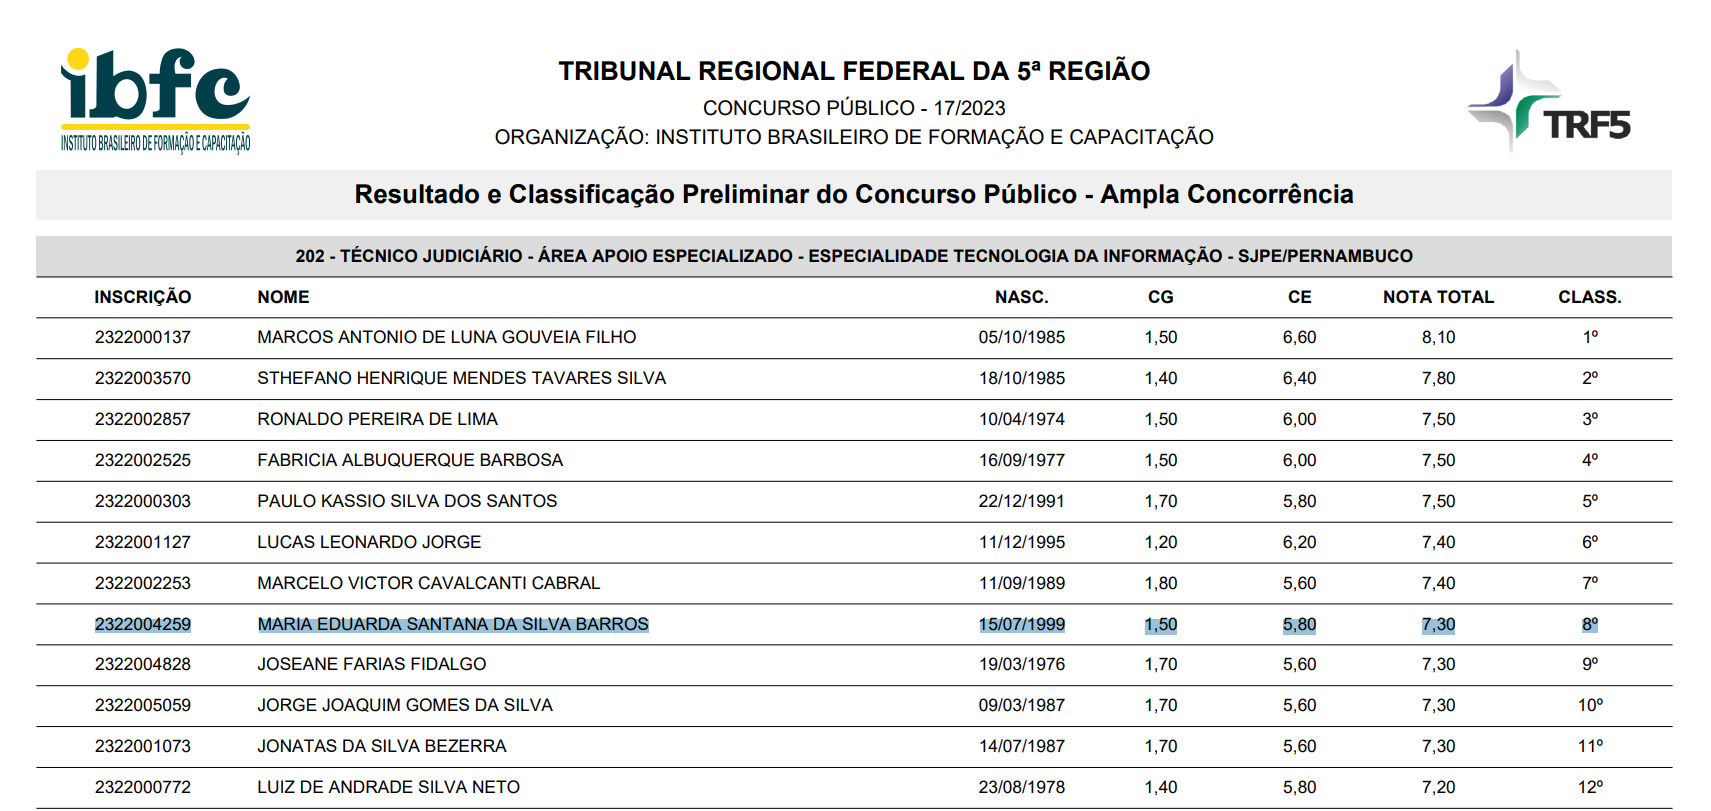 ibfc
INSTITUTO BRASILEIRO DE FORMAÇÃO E CAPACITAÇÃO
TRIBUNAL REGIONAL FEDERAL DA 5ª REGIÃO
CONCURSO PÚBLICO - 17/2023
ORGANIZAÇÃO: INSTITUTO BRASILEIRO DE FORMAÇÃO E CAPACITAÇÃO
TRF5
Resultado e Classificação Preliminar do Concurso Público - Ampla Concorrência
202 - TÉCNICO JUDICIÁRIO - ÁREA APOIO ESPECIALIZADO - ESPECIALIDADE TECNOLOGIA DA INFORMAÇÃO - SJPE/PERNAMBUCO
INSCRIÇÃO NOME NASC. CG CE NOTA TOTAL CLASS.
2322000137 MARCOS ANTONIO DE LUNA GOUVEIA FILHO 05/10/1985 1,50 6,60 8,10 1º
2322003570 STHEFANO HENRIQUE MENDES TAVARES SILVA 18/10/1985 1,40 6,40 7,80 2º
2322002857 RONALDO PEREIRA DE LIMA 10/04/1974 1,50 6,00 7,50 3º
2322002525 FABRICIA ALBUQUERQUE BARBOSA 16/09/1977 1,50 6,00 7,50 4º
2322000303 PAULO KASSIO SILVA DOS SANTOS 22/12/1991 1,70 5,80 7,50 5º
2322001127 LUCAS LEONARDO JORGE 11/12/1995 1,20 6,20 7,40 6º
2322002253 MARCELO VICTOR CAVALCANTI CABRAL 11/09/1989 1,80 5,60 7,40 7º
2322004259 MARIA EDUARDA SANTANA DA SILVA BARROS 15/07/1999 1,50 5,80 7,30 8º
2322004828 JOSEANE FARIAS FIDALGO 19/03/1976 1,70 5,60 7,30 9º
2322005059 JORGE JOAQUIM GOMES DA SILVA 09/03/1987 1,70 5,60 7,30 10º
2322001073 JONATAS DA SILVA BEZERRA 14/07/1987 1,70 5,60 7,30 11º
2322000772 LUIZ DE ANDRADE SILVA NETO 23/08/1978 1,40 5,80 7,20 12º